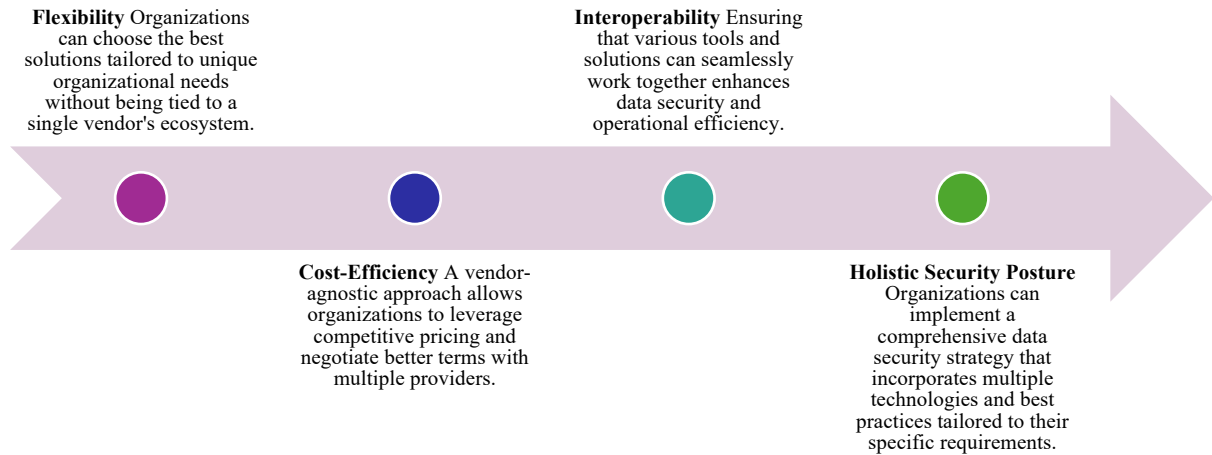 Flexibility Organizations
can choose the best
solutions tailored to unique
organizational needs
without being tied to a
single vendor's ecosystem.
Cost-Efficiency A vendor-
agnostic approach allows
organizations to leverage
competitive pricing and
negotiate better terms with
multiple providers.
Interoperability Ensuring
that various tools and
solutions can seamlessly
work together enhances
data security and
operational efficiency.
Holistic Security Posture
Organizations can
implement a
comprehensive data
security strategy that
incorporates multiple
technologies and best
practices tailored to their
specific requirements.